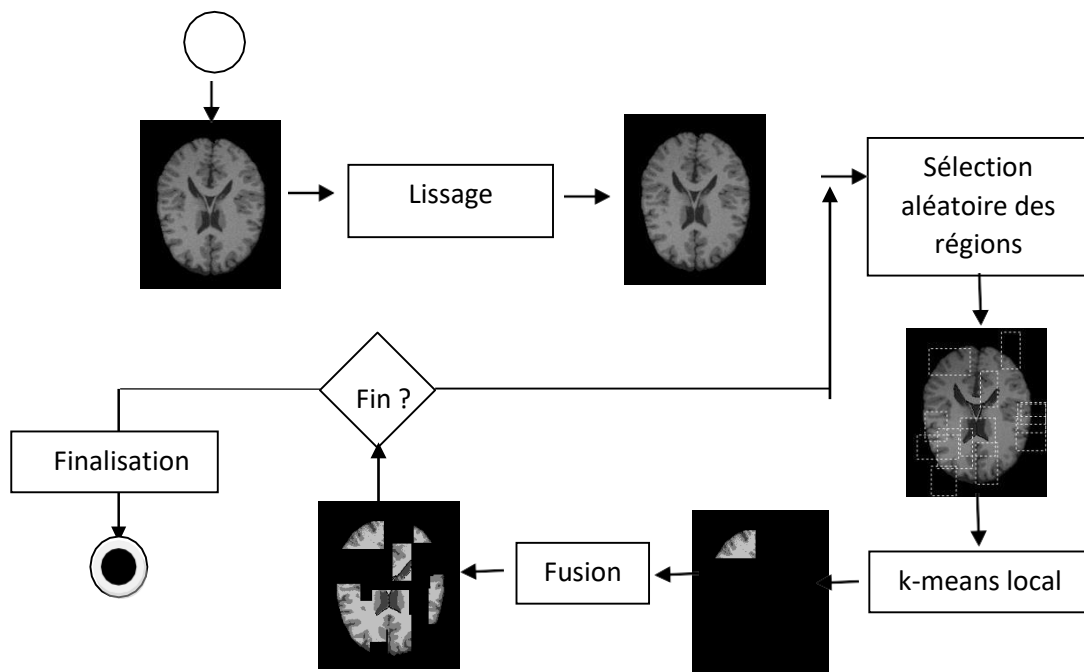 Lissage
Sélection
aléatoire des
régions
Fin ?
Finalisation
Fusion
k-means local